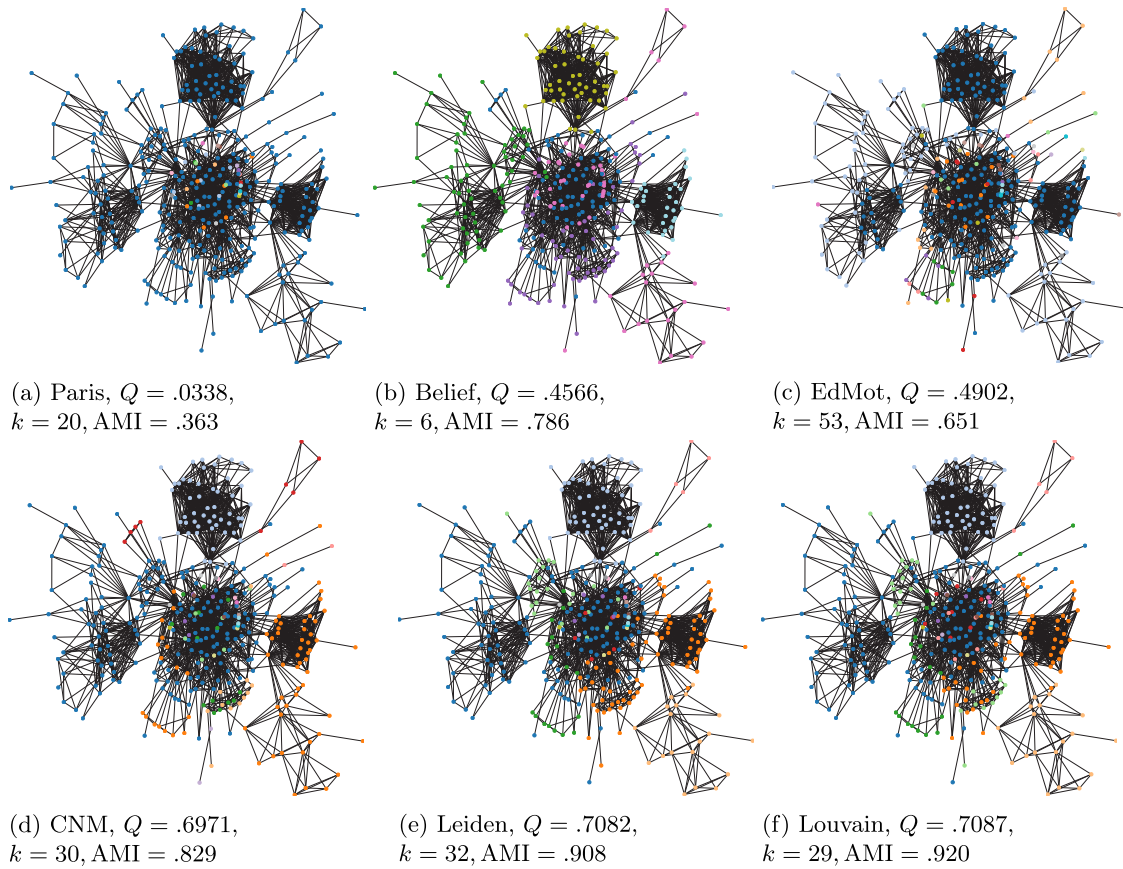 (a) Paris, Q = .0338,
k = 20, AMI = .363
(b) Belief, Q = .4566,
k = 6, AMI = .786
(c) EdMot, Q = .4902,
k = 53, AMI = .651
(d) CNM, Q = .6971,
k = 30, AMI = .829
(e) Leiden, Q = .7082,
k = 32, AMI = .908
(f) Louvain, Q = .7087,
k = 29, AMI = .920